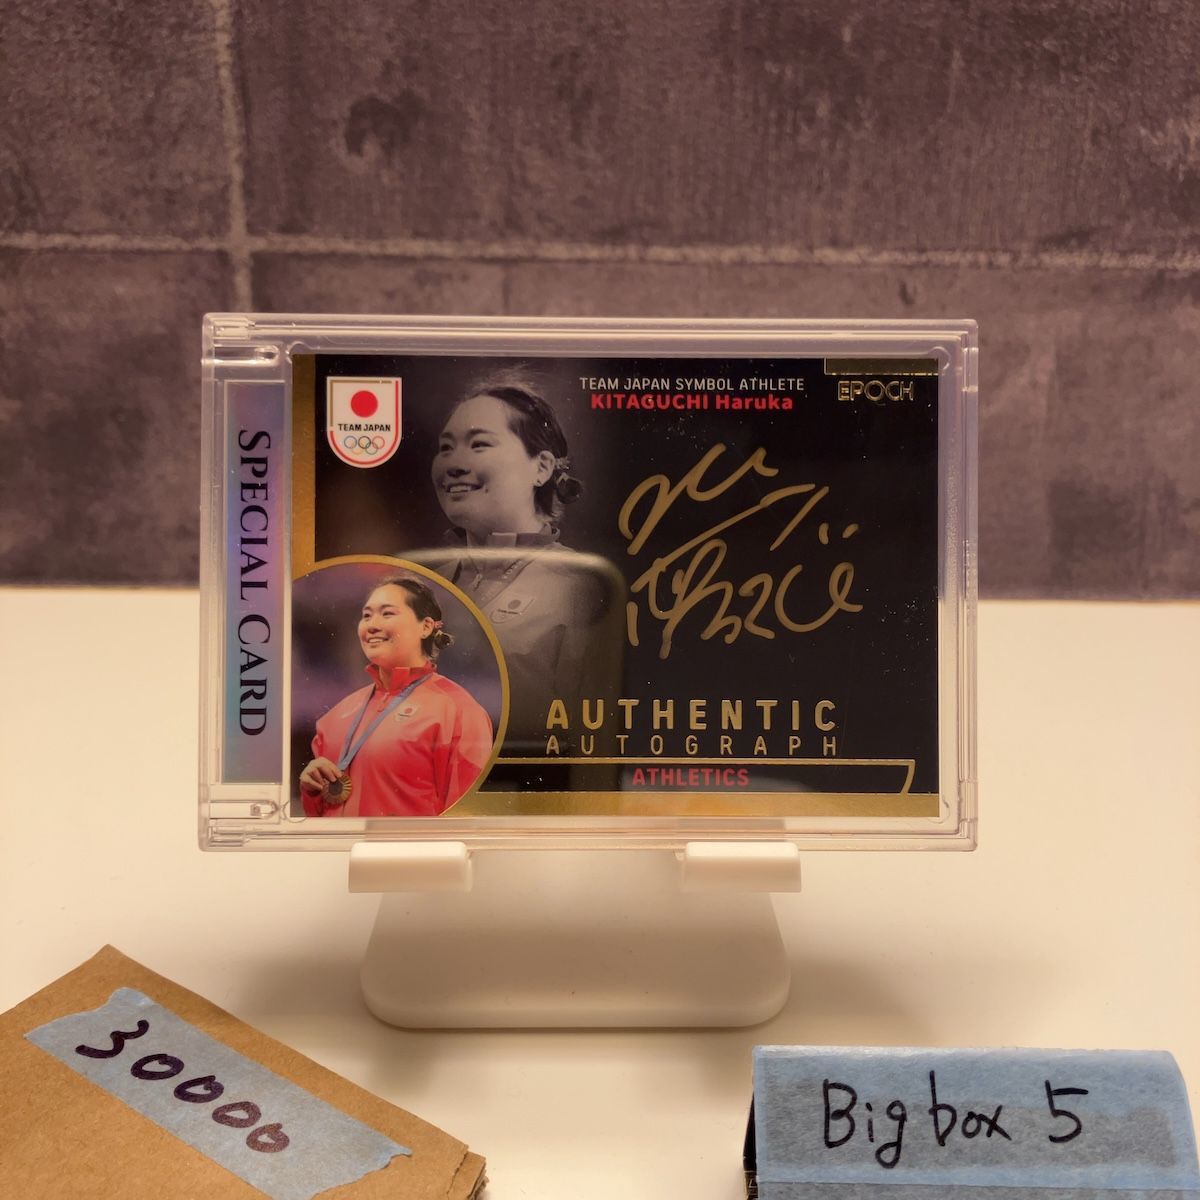 SPECIAL CARD
TEAM JAPAN
TEAM JAPAN SYMBOL ATHLETE
KITAGUCHI Haruka
EPOCH
AUTHENTIC
AUTOGRAPH
ATHLETICS
30000
Big box 5